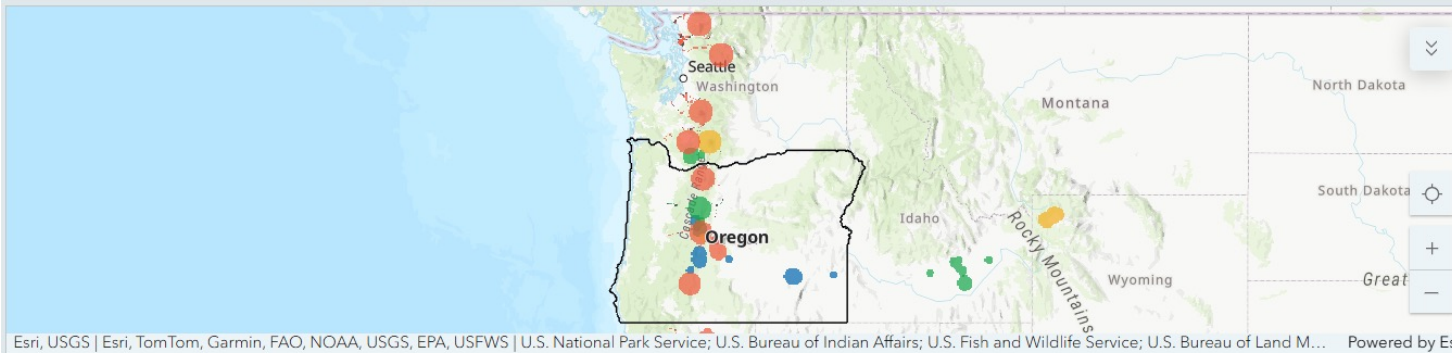 Seattle
Washington
Montana
North Dakota
South Dakota
Cascade Range
Idaho
Oregon
Rocky Mountains
Wyoming
Great
Esri, USGS | Esri, TomTom, Garmin, FAO, NOAA, USGS, EPA, USFWS | U.S. National Park Service; U.S. Bureau of Indian Affairs; U.S. Fish and Wildlife Service; U.S. Bureau of Land M... Powered by Es